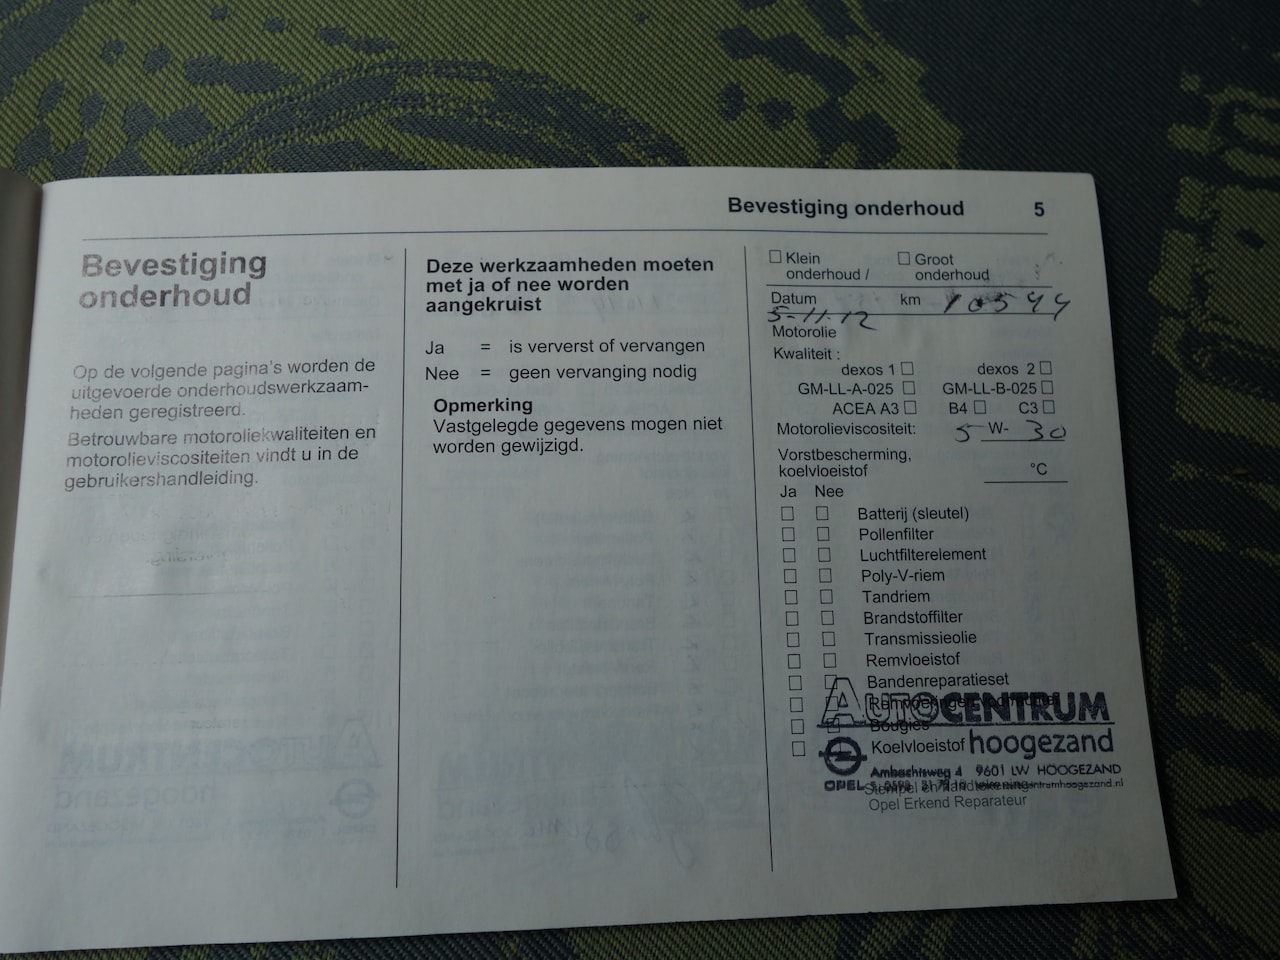 Bevestiging onderhoud 5
Bevestiging
onderhoud
Op de volgende pagina's worden de
uitgevoerde onderhoudswerkzaam-
heden geregistreerd.
Betrouwbare motoroliekwaliteiten en
motorolieviscositeiten vindt u in de
gebruikershandleiding.
Deze werkzaamheden moeten
met ja of nee worden
aangekruist
Ja = is ververst of vervangen
Nee = geen vervanging nodig
Opmerking
Vastgelegde gegevens mogen niet
worden gewijzigd.
Klein
onderhoud /
Groot
onderhoud
Datum km 10544
5-11-12
Motorolie
Kwaliteit :
dexos 1 dexos 2
GM-LL-A-025 GM-LL-B-025
ACEA A3 B4 C3
Motorolieviscositeit: 5 W- 30
Vorstbescherming,
koelvloeistof °C
Ja Nee
Batterij (sleutel)
Pollenfilter
Luchtfilterelement
Poly-V-riem
Tandriem
Brandstoffilter
Transmissieolie
Remvloeistof
Bandenreparatieset
AUTOCENTRUM
Bougies
Koelvloeistof
hoogezand
Ambachtsweg 4 9601 LW HOOGEZAND
OPEL
Stempel en handtekening
Opel Erkend Reparateur